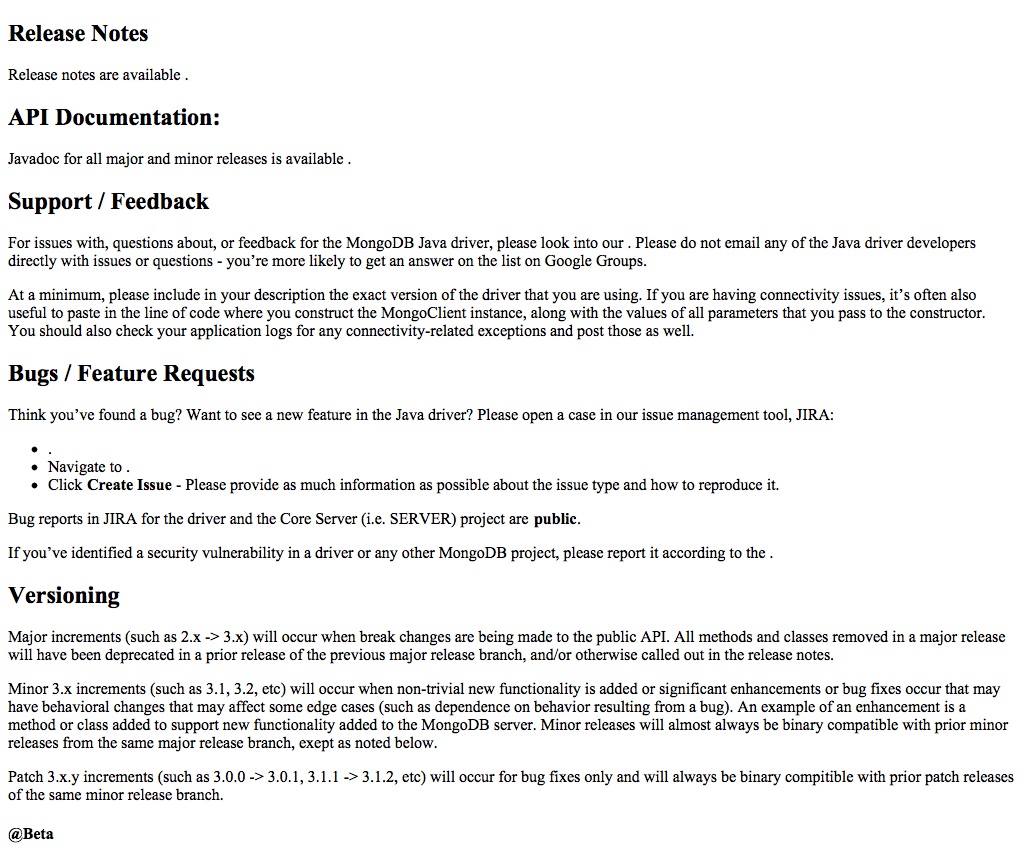 Release Notes
Release notes are available .
API Documentation:
Javadoc for all major and minor releases is available .
Support / Feedback
For issues with, questions about, or feedback for the MongoDB Java driver, please look into our . Please do not email any of the Java driver developers
directly with issues or questions - you’re more likely to get an answer on the list on Google Groups.
At a minimum, please include in your description the exact version of the driver that you are using. If you are having connectivity issues, it’s often also
useful to paste in the line of code where you construct the MongoClient instance, along with the values of all parameters that you pass to the constructor.
You should also check your application logs for any connectivity-related exceptions and post those as well.
Bugs / Feature Requests
Think you’ve found a bug? Want to see a new feature in the Java driver? Please open a case in our issue management tool, JIRA:
• .
• Navigate to .
• Click Create Issue - Please provide as much information as possible about the issue type and how to reproduce it.
Bug reports in JIRA for the driver and the Core Server (i.e. SERVER) project are public.
If you’ve identified a security vulnerability in a driver or any other MongoDB project, please report it according to the .
Versioning
Major increments (such as 2.x -> 3.x) will occur when break changes are being made to the public API. All methods and classes removed in a major release
will have been deprecated in a prior release of the previous major release branch, and/or otherwise called out in the release notes.
Minor 3.x increments (such as 3.1, 3.2, etc) will occur when non-trivial new functionality is added or significant enhancements or bug fixes occur that may
have behavioral changes that may affect some edge cases (such as dependence on behavior resulting from a bug). An example of an enhancement is a
method or class added to support new functionality added to the MongoDB server. Minor releases will almost always be binary compatible with prior minor
releases from the same major release branch, exept as noted below.
Patch 3.x.y increments (such as 3.0.0 -> 3.0.1, 3.1.1 -> 3.1.2, etc) will occur for bug fixes only and will always be binary compitible with prior patch releases
of the same minor release branch.
@Beta